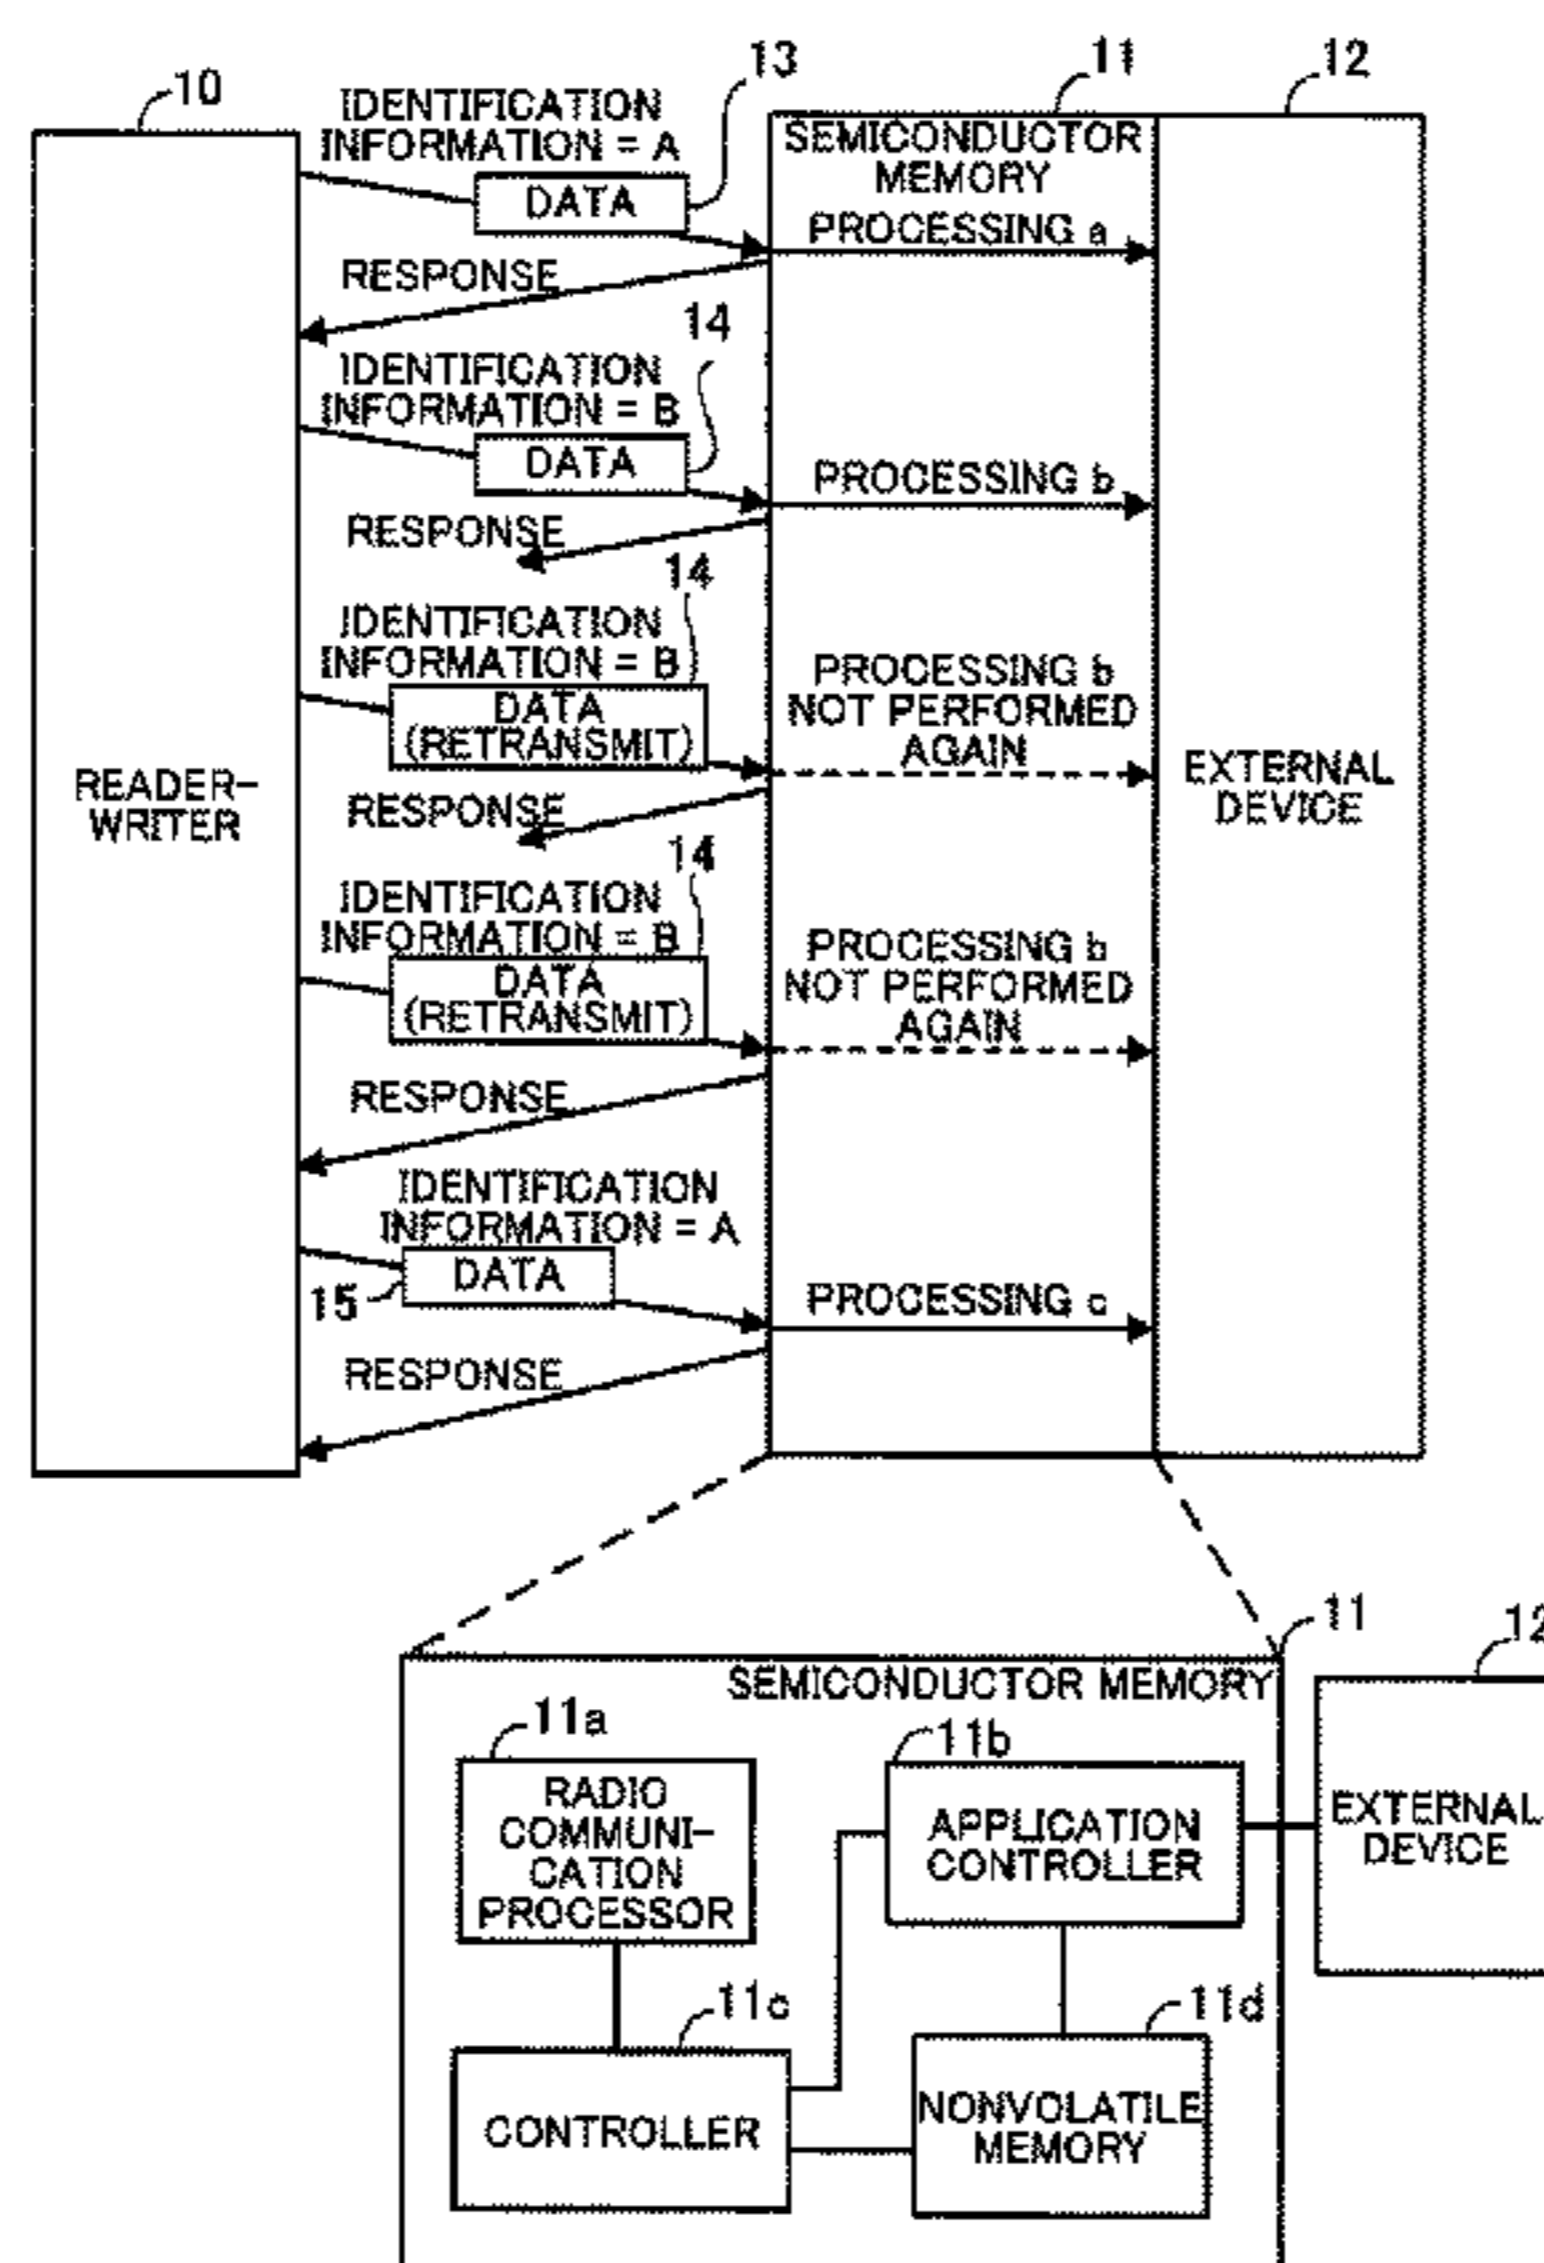 10
13
11
12
IDENTIFICATION
INFORMATION = A
DATA
SEMICONDUCTOR
MEMORY
PROCESSING a
RESPONSE
14
IDENTIFICATION
INFORMATION = B
DATA
PROCESSING b
RESPONSE
14
IDENTIFICATION
INFORMATION = B
DATA
(RETRANSMIT)
PROCESSING b
NOT PERFORMED
AGAIN
READER-
WRITER
EXTERNAL
DEVICE
RESPONSE
14
IDENTIFICATION
INFORMATION = B
DATA
(RETRANSMIT)
PROCESSING b
NOT PERFORMED
AGAIN
RESPONSE
IDENTIFICATION
INFORMATION = A
DATA
15
PROCESSING c
RESPONSE
11
12
SEMICONDUCTOR MEMORY
11a
RADIO
COMMUNI-
CATION
PROCESSOR
11b
APPLICATION
CONTROLLER
EXTERNAL
DEVICE
11c
CONTROLLER
11d
NONVOLATILE
MEMORY